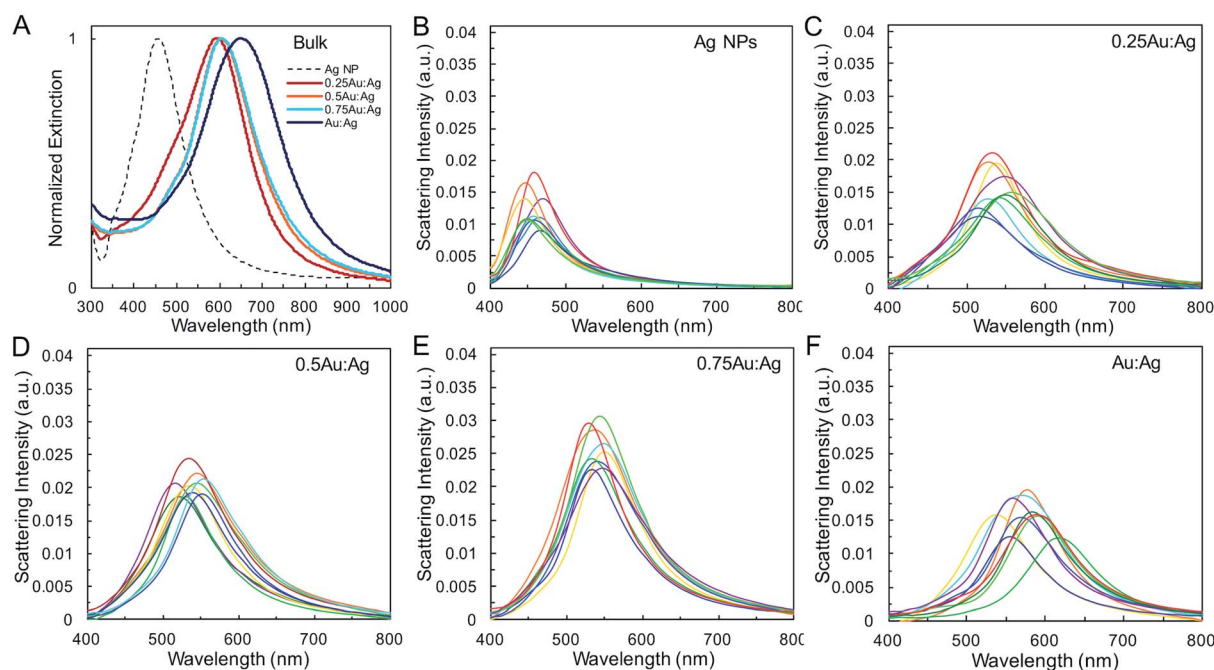 A
Bulk
Ag NP
0.25Au:Ag
0.5Au:Ag
0.75Au:Ag
Au:Ag
Normalized Extinction
1
0
300 400 500 600 700 800 900 1000
Wavelength (nm)
B
Ag NPs
Scattering Intensity (a.u.)
0.04
0.035
0.03
0.025
0.02
0.015
0.01
0.005
0
400 500 600 700 800
Wavelength (nm)
C
0.25Au:Ag
Scattering Intensity (a.u.)
0.04
0.035
0.03
0.025
0.02
0.015
0.01
0.005
0
400 500 600 700 800
Wavelength (nm)
D
0.5Au:Ag
Scattering Intensity (a.u.)
0.04
0.035
0.03
0.025
0.02
0.015
0.01
0.005
0
400 500 600 700 800
Wavelength (nm)
E
0.75Au:Ag
Scattering Intensity (a.u.)
0.04
0.035
0.03
0.025
0.02
0.015
0.01
0.005
0
400 500 600 700 800
Wavelength (nm)
F
Au:Ag
Scattering Intensity (a.u.)
0.04
0.035
0.03
0.025
0.02
0.015
0.01
0.005
0
400 500 600 700 800
Wavelength (nm)